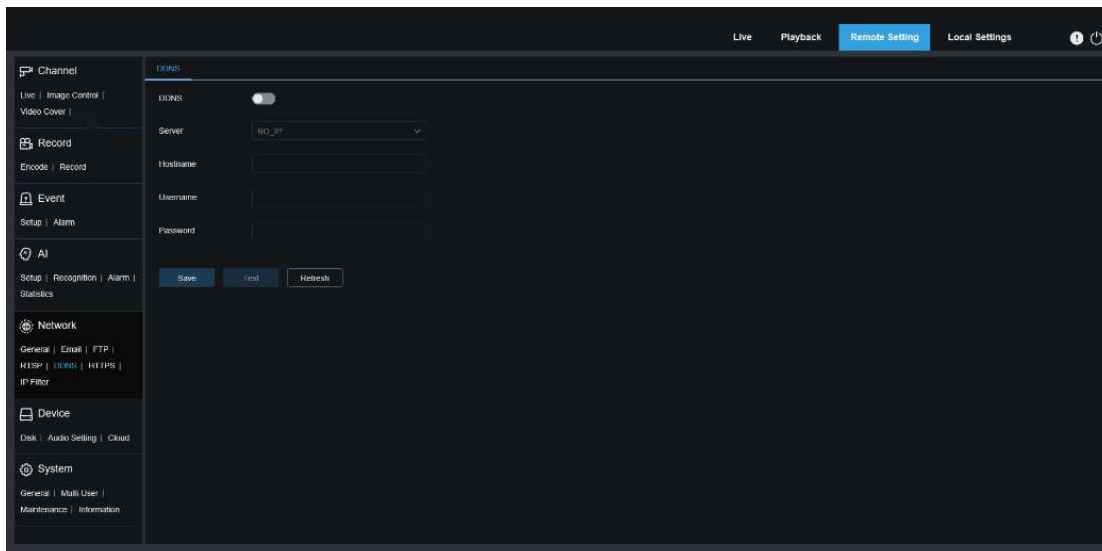 Live Playback Remote Setting Local Settings
Channel
Live | Image Control |
Video Cover |
Record
Encode | Record
Event
Setup | Alarm
AI
Setup | Recognition | Alarm |
Statistics
Network
General | Email | FTP |
RTSP | DDNS | HTTPS |
IP Filter
Device
Disk | Audio Setting | Cloud
System
General | Multi-User |
Maintenance | Information
DDNS
DDNS
Server NO_IP
Hostname
Username
Password
Save Test Refresh